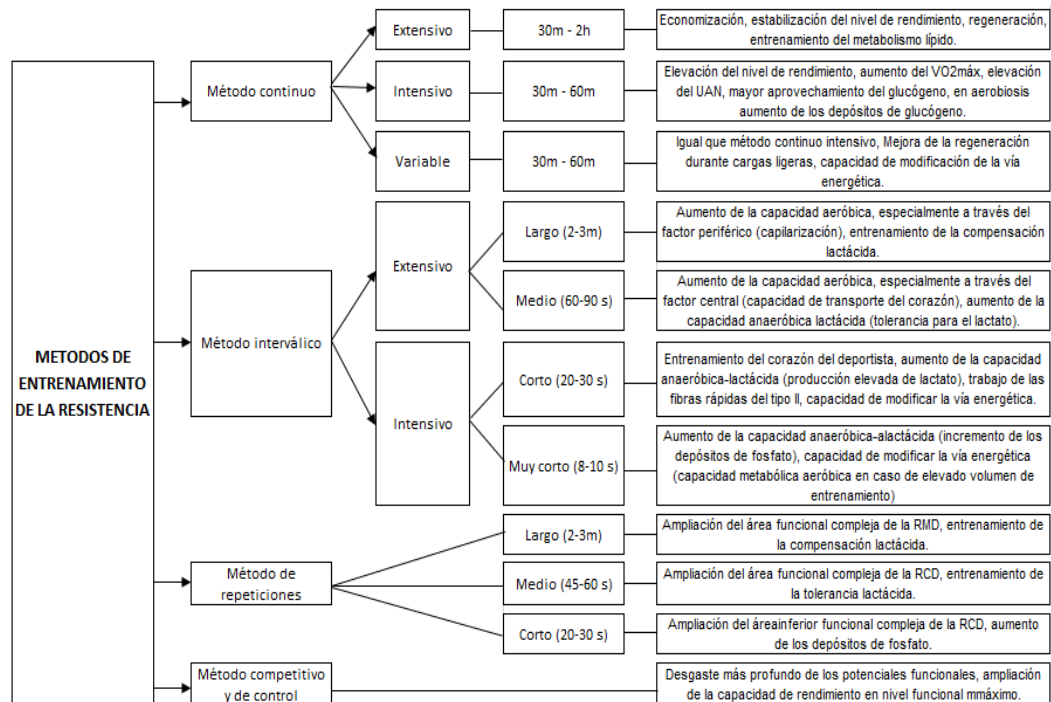 METODOS DE
ENTRENAMIENTO
DE LA RESISTENCIA
Método continuo
Extensivo
30m - 2h
Economización, estabilización del nivel de rendimiento, regeneración,
entrenamiento del metabolismo lípido.
Intensivo
30m - 60m
Elevación del nivel de rendimiento, aumento del VO2máx, elevación
del UAN, mayor aprovechamiento del glucógeno, en aerobiosis
aumento de los depósitos de glucógeno.
Variable
30m - 60m
Igual que método continuo intensivo, Mejora de la regeneración
durante cargas ligeras, capacidad de modificación de la vía
energética.
Método interválico
Extensivo
Largo (2-3m)
Aumento de la capacidad aeróbica, especialmente a través del
factor periférico (capilarización), entrenamiento de la compensación
lactácida.
Medio (60-90 s)
Aumento de la capacidad aeróbica, especialmente a través del
factor central (capacidad de transporte del corazón), aumento de la
capacidad anaeróbica lactácida (tolerancia para el lactato).
Intensivo
Corto (20-30 s)
Entrenamiento del corazón del deportista, aumento de la capacidad
anaeróbica-lactácida (producción elevada de lactato), trabajo de las
fibras rápidas del tipo II, capacidad de modificar la vía energética.
Muy corto (8-10 s)
Aumento de la capacidad anaeróbica-alactácida (incremento de los
depósitos de fosfato), capacidad de modificar la vía energética
(capacidad metabólica aeróbica en caso de elevado volumen de
entrenamiento)
Método de
repeticiones
Largo (2-3m)
Ampliación del área funcional compleja de la RMD, entrenamiento de
la compensación lactácida.
Medio (45-60 s)
Ampliación del área funcional compleja de la RCD, entrenamiento de
la tolerancia lactácida.
Corto (20-30 s)
Ampliación del áreainferior funcional compleja de la RCD, aumento
de los depósitos de fosfato.
Método competitivo
y de control
Desgaste más profundo de los potenciales funcionales, ampliación
de la capacidad de rendimiento en nivel funcional mmáximo.